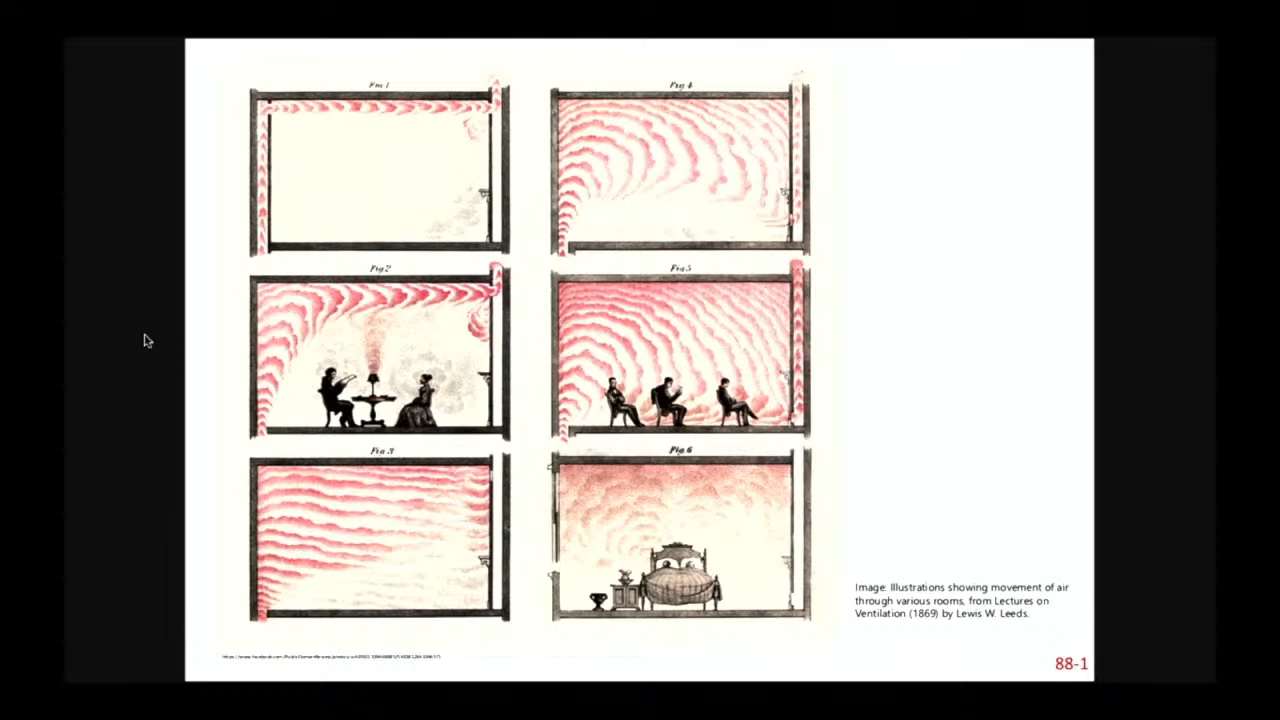 Fig 1
Fig 4
Fig 2
Fig 5
Fig 3
Fig 6
Image: Illustrations showing movement of air
through various rooms, from Lectures on
Ventilation (1869) by Lewis W. Leeds.
88-1